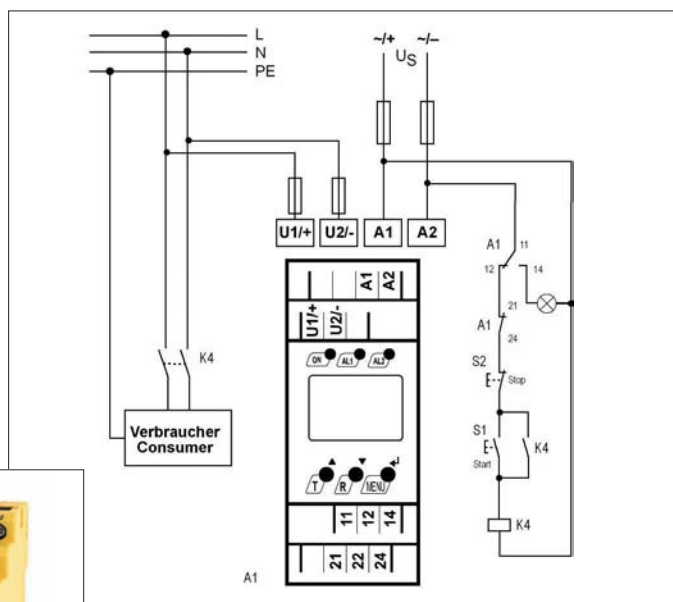 L
N
PE
~/+ ~/–
US
U1/+ U2/- A1 A2
A1 11
12 14
A1 A2
U1/+ U2/-
21
A1
24
ON AL1 AL2
K4
S2
Stop
Verbraucher
Consumer
S1
K4
Start
T R MENU
11 12 14
K4
21 22 24
A1